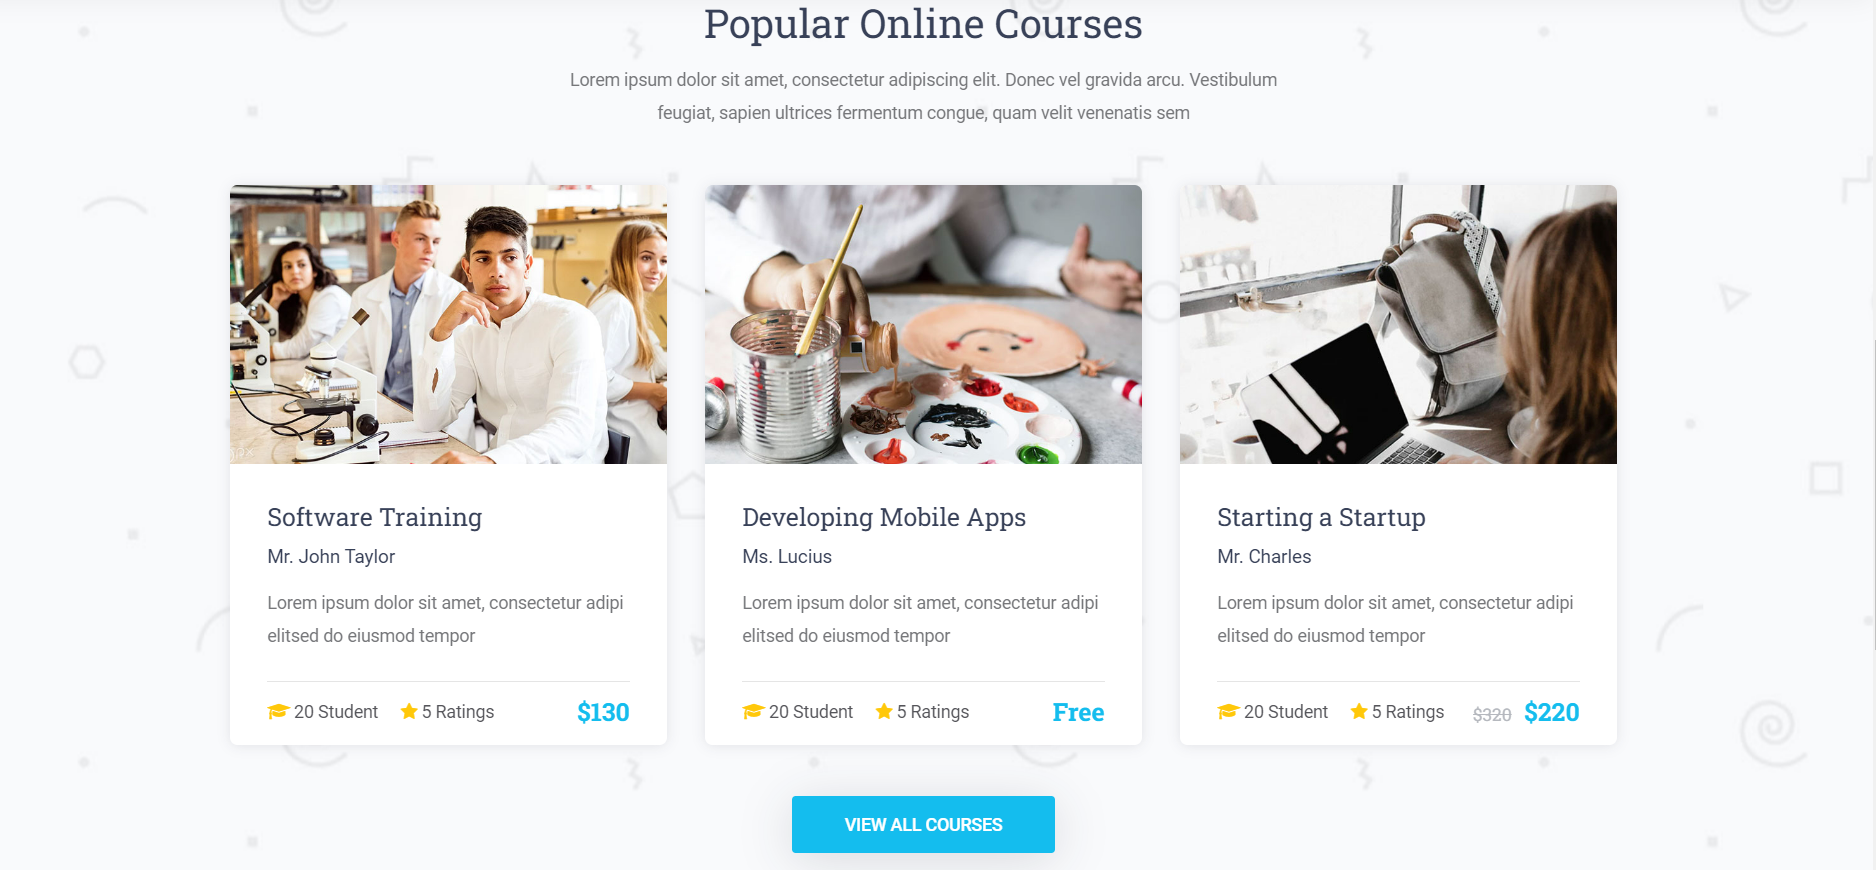 Popular Online Courses
Lorem ipsum dolor sit amet, consectetur adipiscing elit. Donec vel gravida arcu. Vestibulum
feugiat, sapien ultrices fermentum congue, quam velit venenatis sem
Software Training
Mr. John Taylor
Lorem ipsum dolor sit amet, consectetur adipi
elitsed do eiusmod tempor
20 Student 5 Ratings $130
Developing Mobile Apps
Ms. Lucius
Lorem ipsum dolor sit amet, consectetur adipi
elitsed do eiusmod tempor
20 Student 5 Ratings Free
Starting a Startup
Mr. Charles
Lorem ipsum dolor sit amet, consectetur adipi
elitsed do eiusmod tempor
20 Student 5 Ratings $320 $220
VIEW ALL COURSES